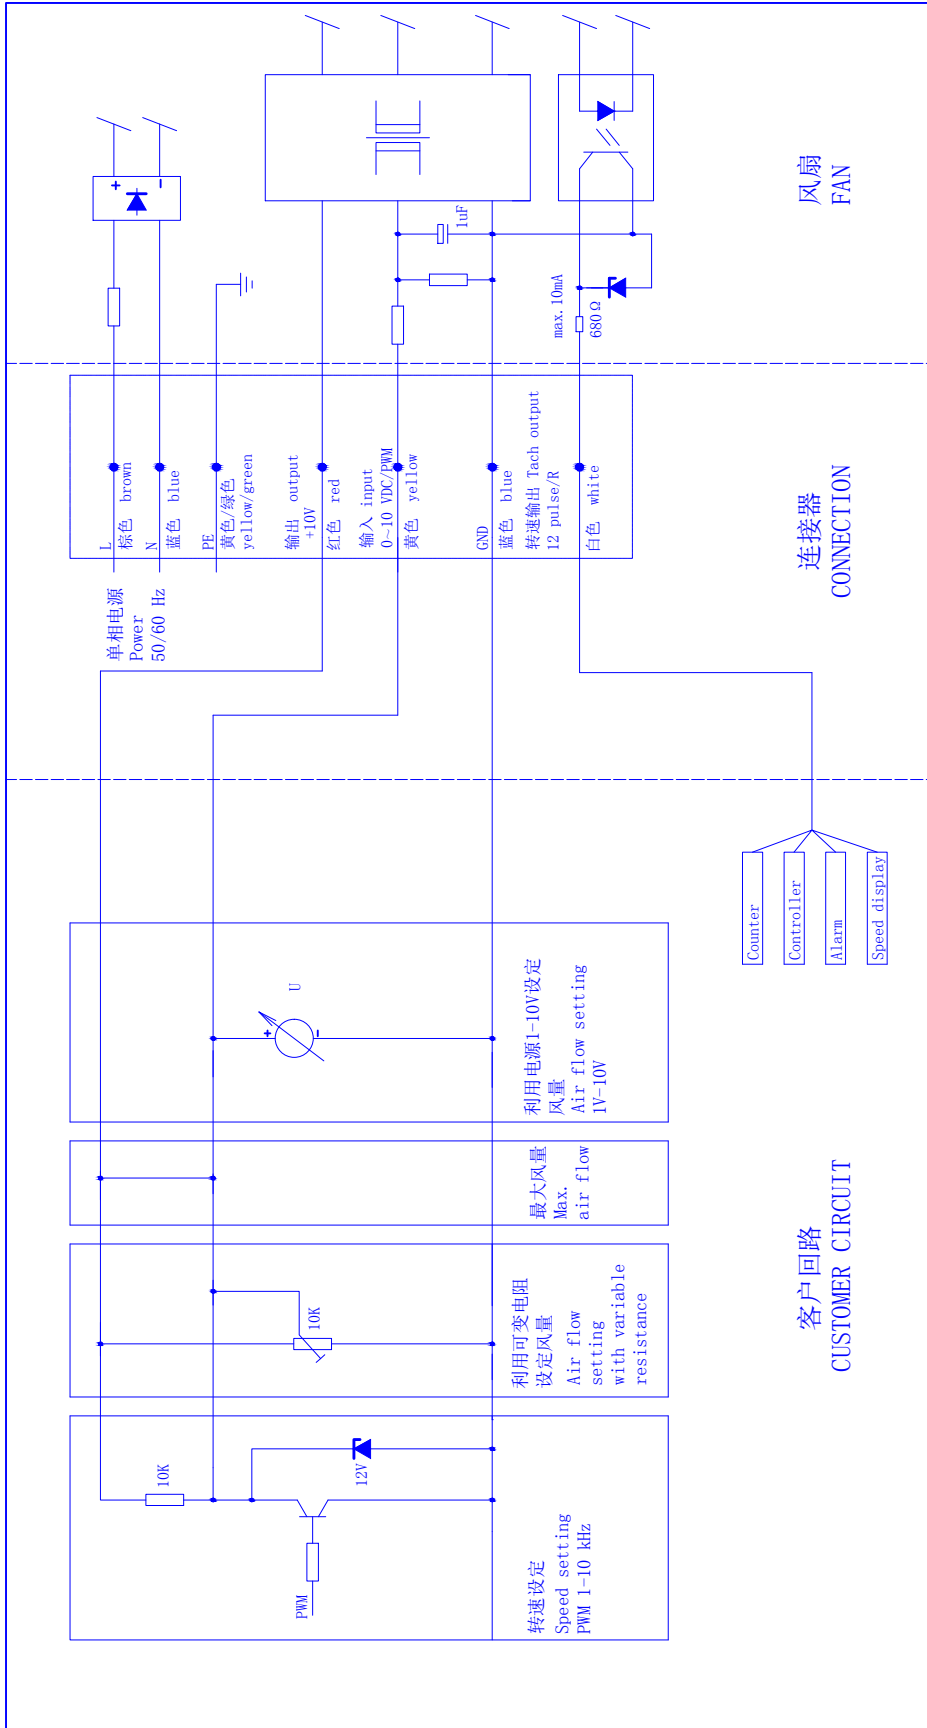 PWM
10K
12V
转速设定
Speed setting
PWM 1-10 kHz
10K
利用可变电阻
设定风量
Air flow
setting
with variable
resistance
最大风量
Max.
air flow
U
+
-
利用电源1-10V设定
风量
Air flow setting
1V-10V
客户回路
CUSTOMER CIRCUIT
Counter
Controller
Alarm
Speed display
单相电源
Power
50/60 Hz
L
棕色 brown
N
蓝色 blue
PE
黄色/绿色
yellow/green
输出 output
+10V
红色 red
输入 input
0~10 VDC/PWM
黄色 yellow
GND
蓝色 blue
转速输出 Tach output
12 pulse/R
白色 white
连接器
CONNECTION
+
-
1uF
max.10mA
680Ω
风扇
FAN